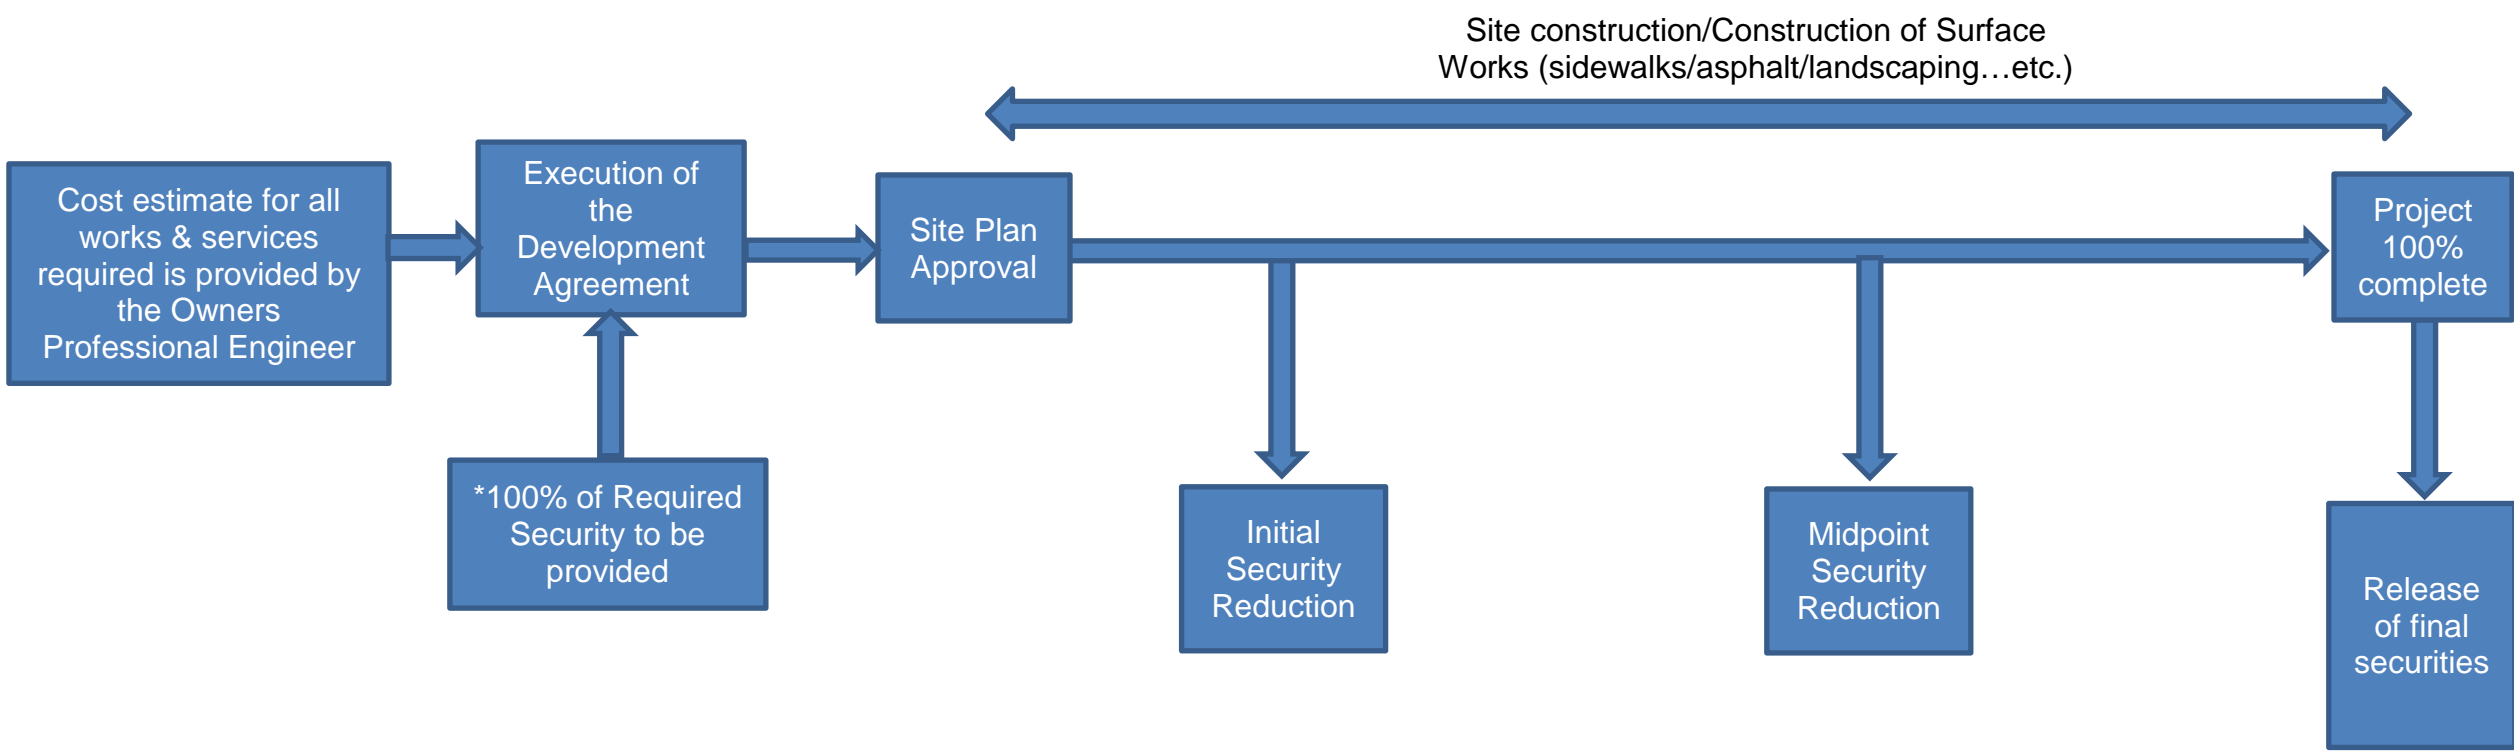 Site construction/Construction of Surface
Works (sidewalks/asphalt/landscaping…etc.)
Cost estimate for all
works & services
required is provided by
the Owners
Professional Engineer
Execution of
the
Development
Agreement
Site Plan
Approval
Project
100%
complete
*100% of Required
Security to be
provided
Initial
Security
Reduction
Midpoint
Security
Reduction
Release
of final
securities